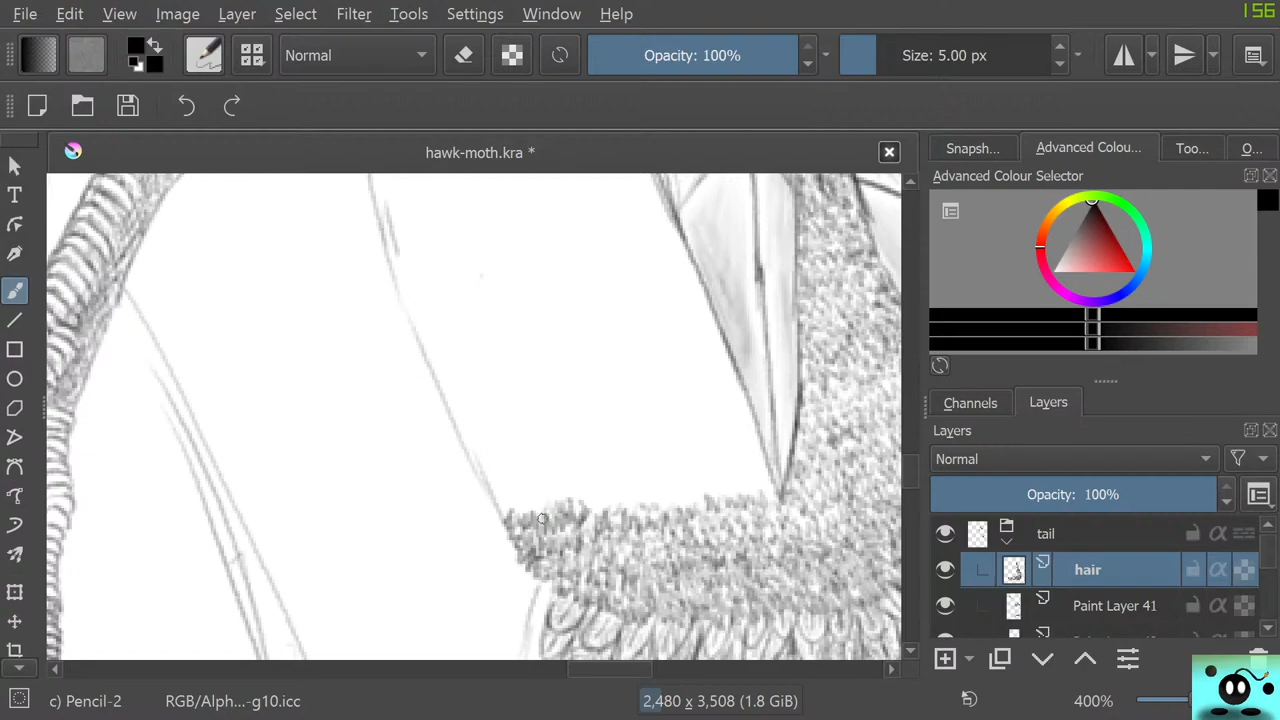 File Edit View Image Layer Select Filter Tools Settings Window Help
156
Normal
Opacity: 100%
Size: 5.00 px
hawk-moth.kra *
Snapsh...
Advanced Colou...
Too...
O...
Advanced Colour Selector
Channels
Layers
Layers
Normal
Opacity: 100%
tail
hair
Paint Layer 41
c) Pencil-2
RGB/Alph...-g10.icc
2,480 x 3,508 (1.8 GiB)
400%